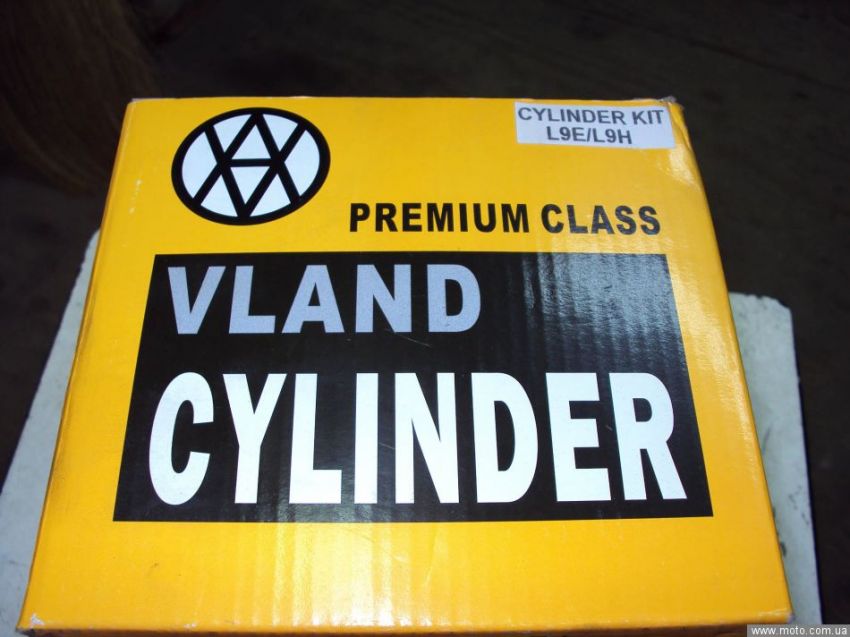 CYLINDER KIT
L9E/L9H
PREMIUM CLASS
VLAND
CYLINDER
www.moto.com.ua